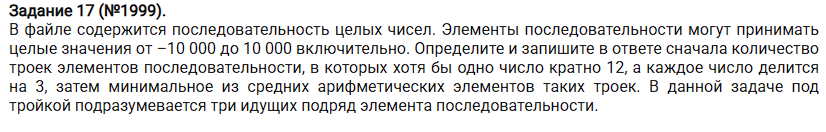 Задание 17 (№1999).
В файле содержится последовательность целых чисел. Элементы последовательности могут принимать
целые значения от –10 000 до 10 000 включительно. Определите и запишите в ответе сначала количество
троек элементов последовательности, в которых хотя бы одно число кратно 12, а каждое число делится
на 3, затем минимальное из средних арифметических элементов таких троек. В данной задаче под
тройкой подразумевается три идущих подряд элемента последовательности.